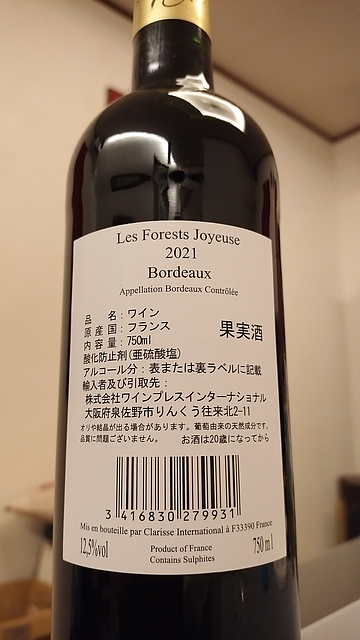 Les Forests Joyeuse
2021
Bordeaux
Appellation Bordeaux Contrôlée
品　　名：ワイン
原 産 国：フランス
内 容 量：750ml
果実酒
酸化防止剤(亜硫酸塩)
アルコール分：表または裏ラベルに記載
輸入者及び引取先：
株式会社ワインプレスインターナショナル
大阪府泉佐野市りんくう往来北2-11
オリや結晶が出る場合があります。葡萄由来の天然成分です。
品質に問題ございません。　お酒は20歳になってから
3 416830 279931
Mis en bouteille par Clarisse International à F33390 France
12,5%vol
Product of France
Contains Sulphites
750 ml